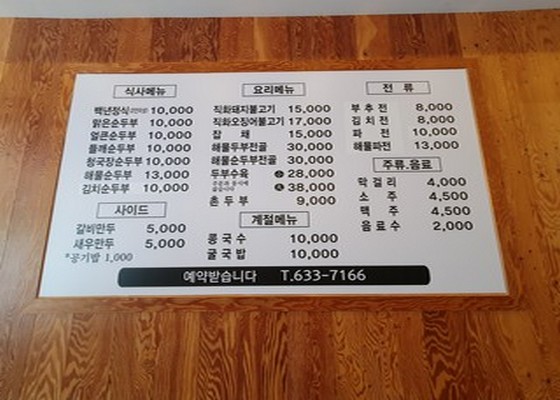 식사메뉴
백년정식(2인이상) 10,000
맑은순두부 10,000
얼큰순두부 10,000
들깨순두부 10,000
청국장순두부 10,000
해물순두부 13,000
김치순두부 10,000
사이드
갈비만두 5,000
새우만두 5,000
*공기밥 1,000
요리메뉴
직화돼지불고기 15,000
직화오징어불고기 17,000
잡 채 15,000
해물두부전골 30,000
해물순두부전골 30,000
두부수육 28,000
38,000
촌두부 9,000
계절메뉴
콩국수 10,000
굴국밥 10,000
전 류
부추전 8,000
김치전 8,000
파 전 10,000
해물파전 13,000
주류.음료
막걸리 4,000
소 주 4,500
맥 주 4,500
음료수 2,000
예약받습니다 T.633-7166